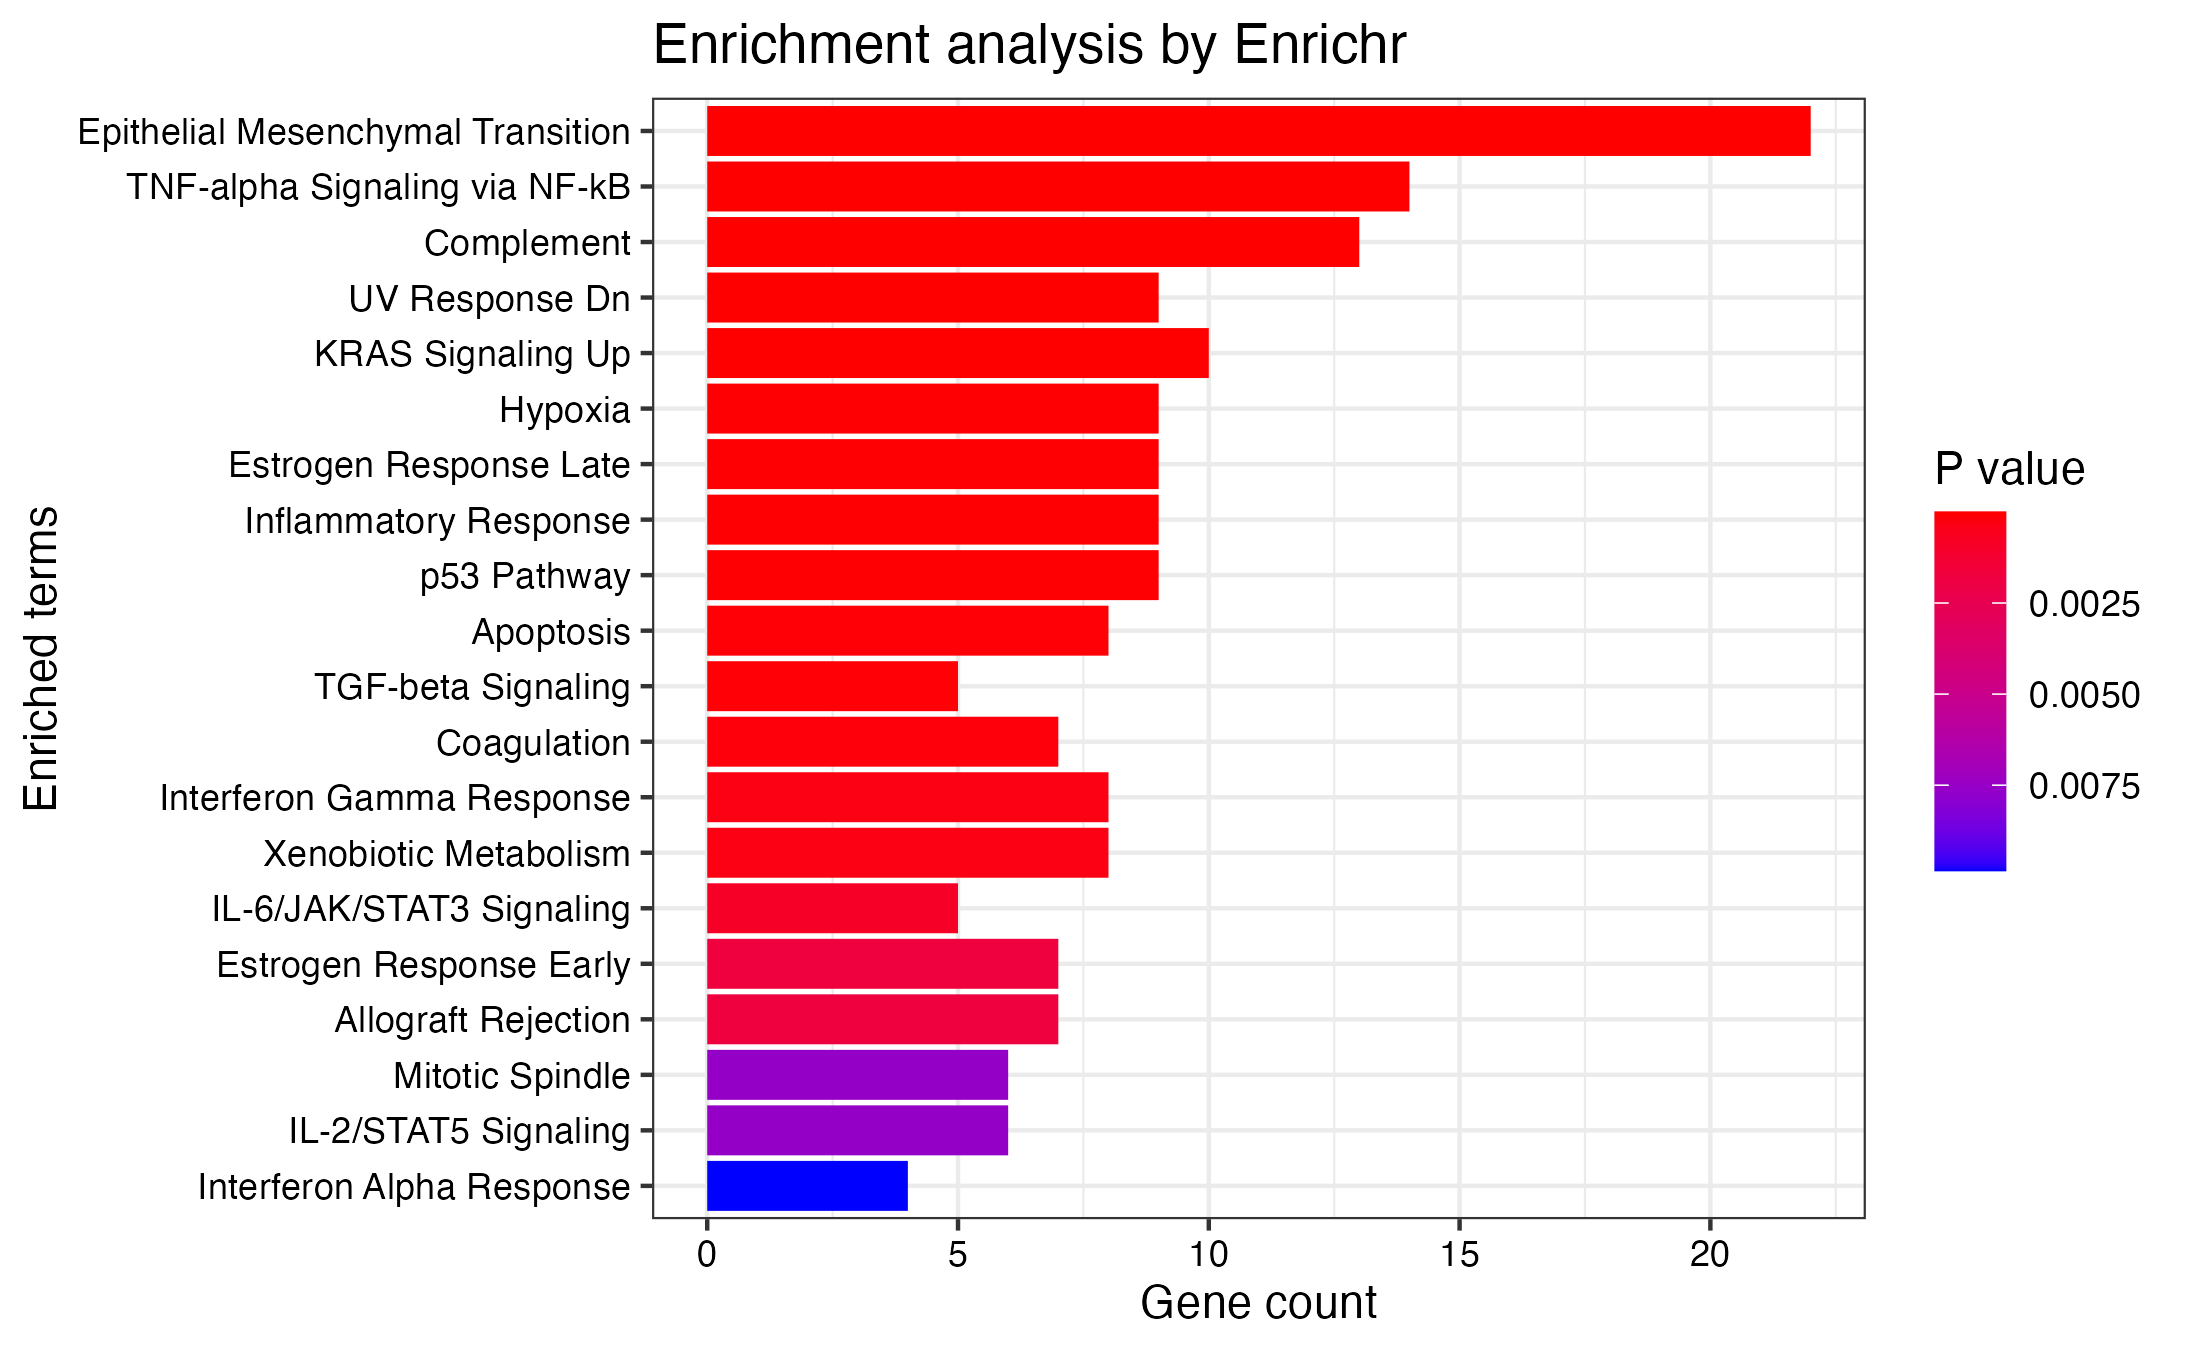 Enrichment analysis by Enrichr
Enriched terms
Epithelial Mesenchymal Transition
TNF-alpha Signaling via NF-kB
Complement
UV Response Dn
KRAS Signaling Up
Hypoxia
Estrogen Response Late
Inflammatory Response
p53 Pathway
Apoptosis
TGF-beta Signaling
Coagulation
Interferon Gamma Response
Xenobiotic Metabolism
IL-6/JAK/STAT3 Signaling
Estrogen Response Early
Allograft Rejection
Mitotic Spindle
IL-2/STAT5 Signaling
Interferon Alpha Response
0 5 10 15 20
Gene count
P value
0.0025
0.0050
0.0075